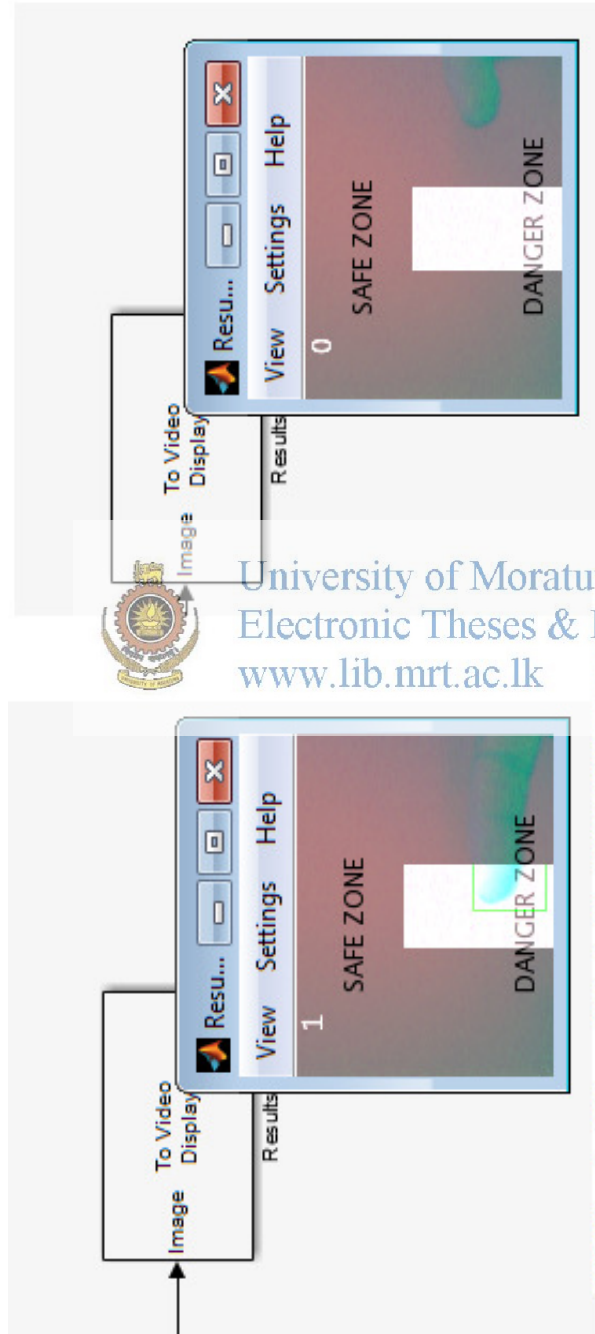 Image
To Video
Display
Results
Resu...
View Settings Help
0
SAFE ZONE
DANGER ZONE
University of Moratu
Electronic Theses &
www.lib.mrt.ac.lk
Image
To Video
Display
Results
Resu...
View Settings Help
1
SAFE ZONE
DANGER ZONE